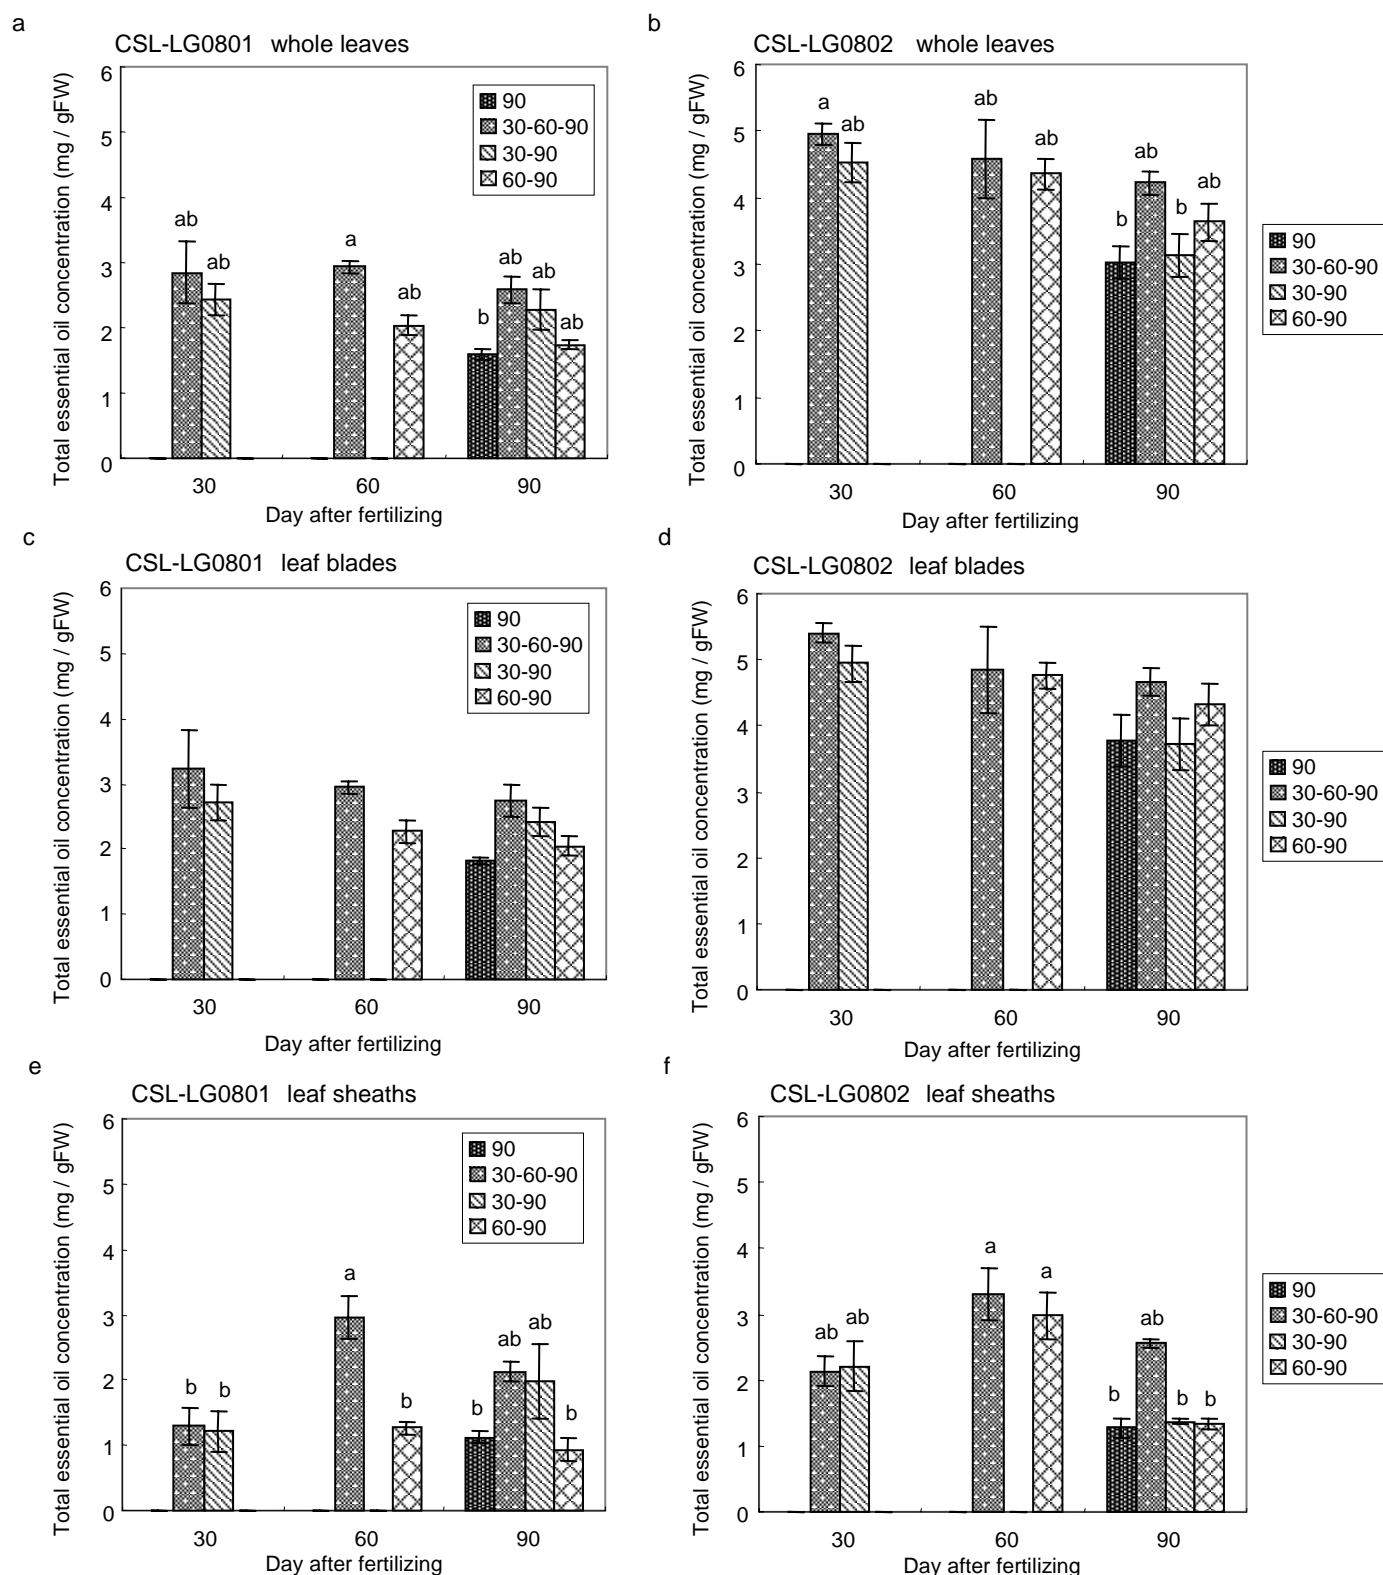 a
CSL-LG0801 whole leaves
Total essential oil concentration (mg / gFW)
6
5
4
3
2
1
0
90
30-60-90
30-90
60-90
ab
ab
a
ab
b
ab
ab
ab
30
60
90
Day after fertilizing
b
CSL-LG0802 whole leaves
Total essential oil concentration (mg / gFW)
6
5
4
3
2
1
0
a
ab
ab
ab
b
ab
b
ab
90
30-60-90
30-90
60-90
30
60
90
Day after fertilizing
c
CSL-LG0801 leaf blades
Total essential oil concentration (mg / gFW)
6
5
4
3
2
1
0
90
30-60-90
30-90
60-90
30
60
90
Day after fertilizing
d
CSL-LG0802 leaf blades
Total essential oil concentration (mg / gFW)
6
5
4
3
2
1
0
90
30-60-90
30-90
60-90
30
60
90
Day after fertilizing
e
CSL-LG0801 leaf sheaths
Total essential oil concentration (mg / gFW)
6
5
4
3
2
1
0
90
30-60-90
30-90
60-90
b
b
a
b
b
ab
ab
b
30
60
90
Day after fertilizing
f
CSL-LG0802 leaf sheaths
Total essential oil concentration (mg / gFW)
6
5
4
3
2
1
0
ab
ab
a
a
b
ab
b
b
90
30-60-90
30-90
60-90
30
60
90
Day after fertilizing